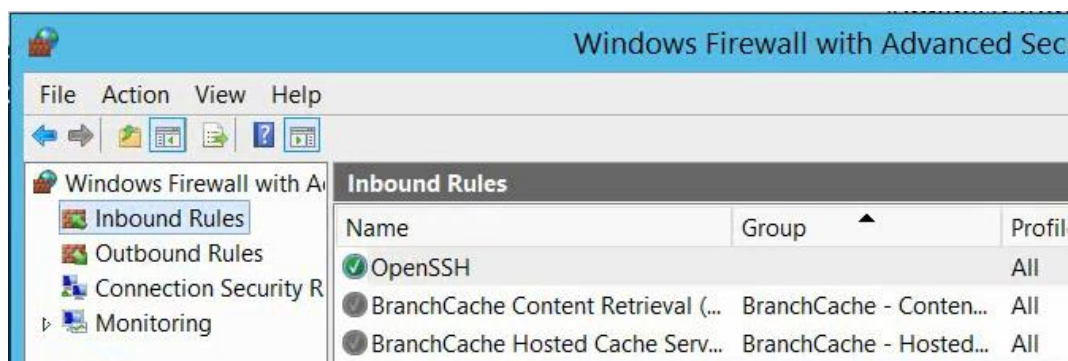 Windows Firewall with Advanced Sec
File Action View Help
Windows Firewall with A
Inbound Rules
Outbound Rules
Connection Security R
Monitoring
Inbound Rules
Name Group Profil
OpenSSH All
BranchCache Content Retrieval (... BranchCache - Conten... All
BranchCache Hosted Cache Serv... BranchCache - Hosted... All